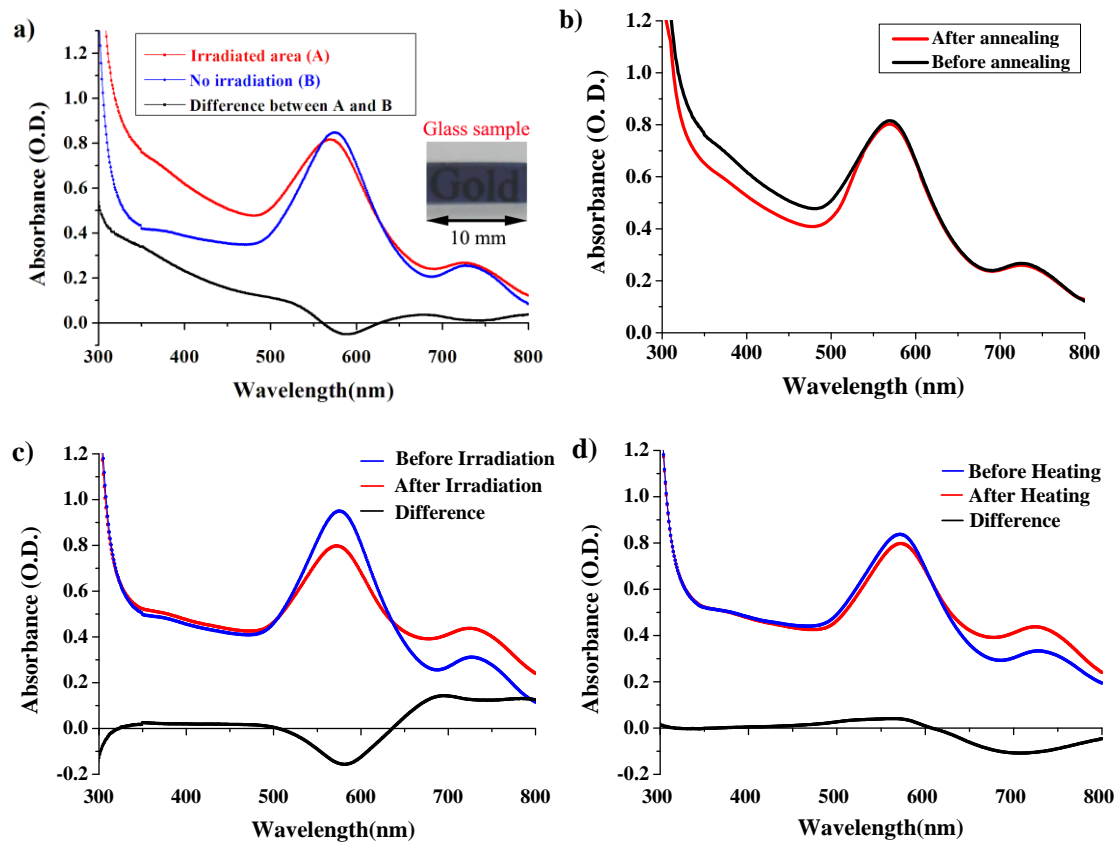 a)
1.2
1.0
0.8
0.6
0.4
0.2
0.0
300 400 500 600 700 800
Absorbance (O.D.)
Wavelength(nm)
Irradiated area (A)
No irradiation (B)
Difference between A and B
Glass sample
Gold
10 mm
b)
1.2
1.0
0.8
0.6
0.4
0.2
0.0
300 400 500 600 700 800
Absorbance (O. D.)
Wavelength (nm)
After annealing
Before annealing
c)
1.2
1.0
0.8
0.6
0.4
0.2
0.0
-0.2
300 400 500 600 700 800
Absorbance (O.D.)
Wavelength(nm)
Before Irradiation
After Irradiation
Difference
d)
1.2
1.0
0.8
0.6
0.4
0.2
0.0
-0.2
300 400 500 600 700 800
Absorbance (O.D.)
Wavelength(nm)
Before Heating
After Heating
Difference